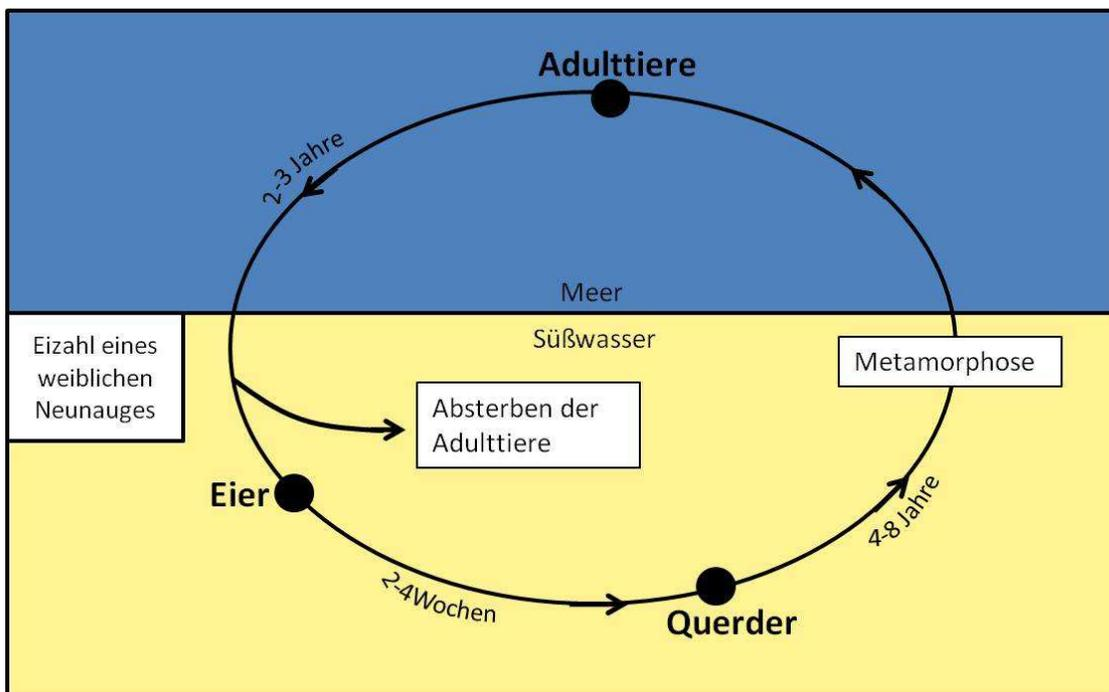 Adulttiere
2-3 Jahre
Meer
Süßwasser
Eizahl eines
weiblichen
Neunauges
Metamorphose
Absterben der
Adulttiere
Eier
4-8 Jahre
2-4Wochen
Querder